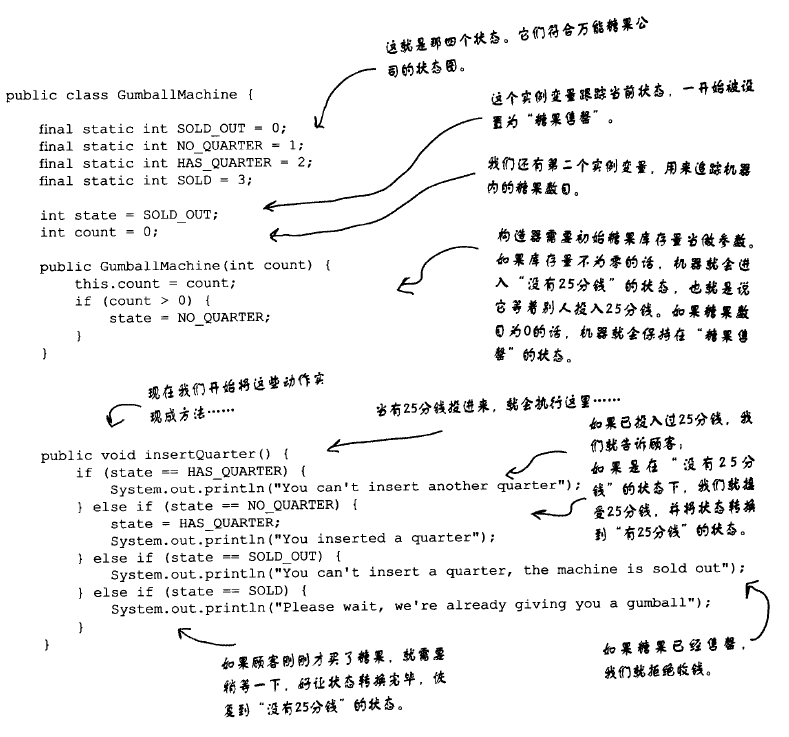 这就是那四个状态。它们符合万能糖果公
司的状态图。
public class GumballMachine {
这个实例变量跟踪当前状态，一开始被设
置为“糖果售罄”。
final static int SOLD_OUT = 0;
final static int NO_QUARTER = 1;
final static int HAS_QUARTER = 2;
final static int SOLD = 3;
我们还有第二个实例变量，用来追踪机器
内的糖果数目。
int state = SOLD_OUT;
int count = 0;
构造器需要初始糖果库存量当做参数。
如果库存量不为零的话，机器就会进
入“没有25分钱”的状态，也就是说
它等着别人投入25分钱。如果糖果数
目为0的话，机器就会保持在“糖果售
罄”的状态。
public GumballMachine(int count) {
this.count = count;
if (count > 0) {
state = NO_QUARTER;
}
}
现在我们开始将这些动作实
现成方法……
当有25分钱投进来，就会执行这里……
如果已投入过25分钱，我
们就告诉顾客；
如果是在“没有25分
钱”的状态下，我们就接
受25分钱，并将状态转换
到“有25分钱”的状态。
public void insertQuarter() {
if (state == HAS_QUARTER) {
System.out.println("You can't insert another quarter");
} else if (state == NO_QUARTER) {
state = HAS_QUARTER;
System.out.println("You inserted a quarter");
} else if (state == SOLD_OUT) {
System.out.println("You can't insert a quarter, the machine is sold out");
} else if (state == SOLD) {
System.out.println("Please wait, we're already giving you a gumball");
}
}
如果顾客刚刚才买了糖果，就需要
稍等一下，好让状态转换完毕，恢
复到“没有25分钱”的状态。
如果糖果已经售罄，
我们就拒绝收钱。